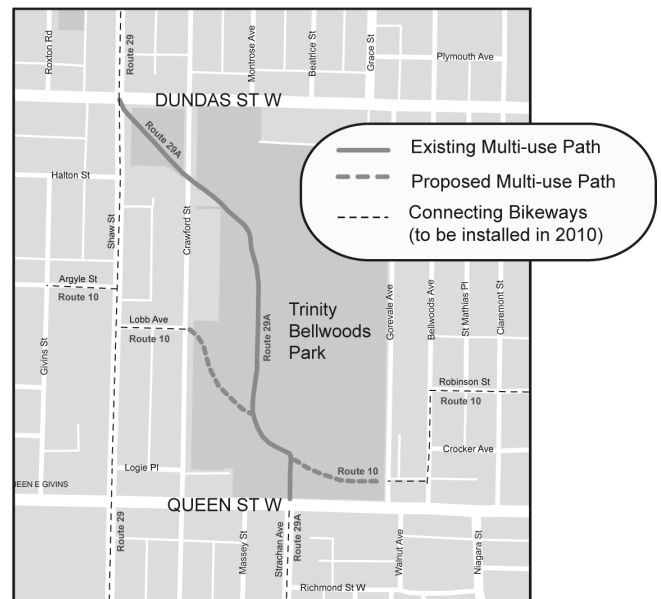 Roxton Rd
Route 29
Montrose Ave
Beatrice St
Grace St
Plymouth Ave
DUNDAS ST W
Route 29A
Existing Multi-use Path
Proposed Multi-use Path
Connecting Bikeways
(to be installed in 2010)
Halton St
Shaw St
Crawford St
Argyle St
Route 10
Lobb Ave
Route 10
Givins St
Route 29A
Trinity
Bellwoods
Park
Gorevale Ave
Bellwoods Ave
St Mathias Pl
Claremont St
Robinson St
Route 10
Crocker Ave
Logie Pl
Route 10
EEN E GIVINS
QUEEN ST W
Route 29
Massey St
Strachan Ave
Route 29A
Walnut Ave
Niagara St
Richmond St W